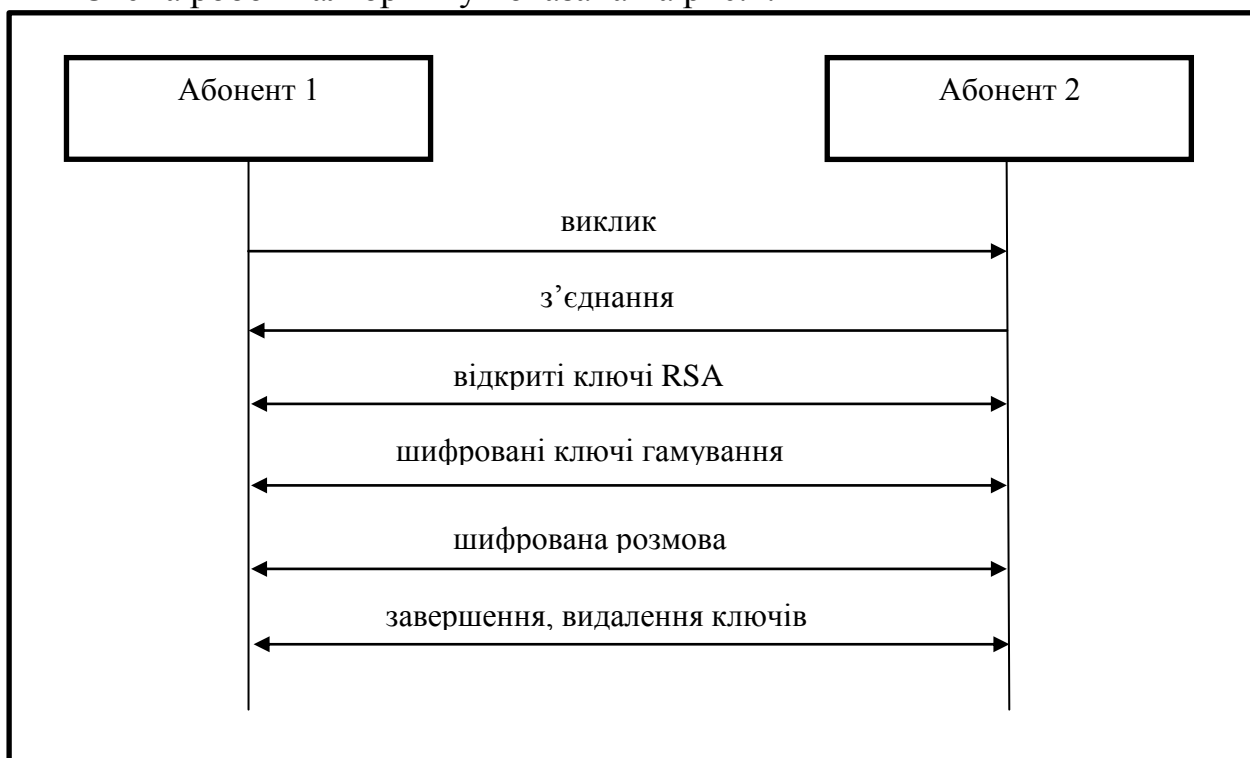 Абонент 1
Абонент 2
виклик
з’єднання
відкриті ключі RSA
шифровані ключі гамування
шифрована розмова
завершення, видалення ключів